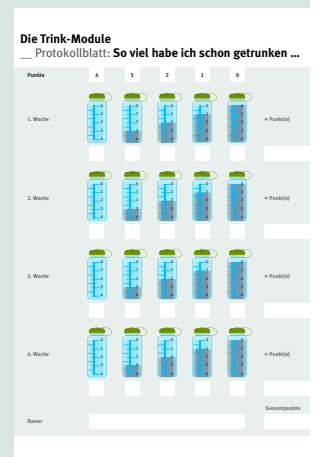 Die Trink-Module
__ Protokollblatt: So viel habe ich schon getrunken ...
Punkte 4 3 2 1 0
1. Woche = Punkt(e)
2. Woche = Punkt(e)
3. Woche = Punkt(e)
4. Woche = Punkt(e)
Gesamtpunkte
Name: